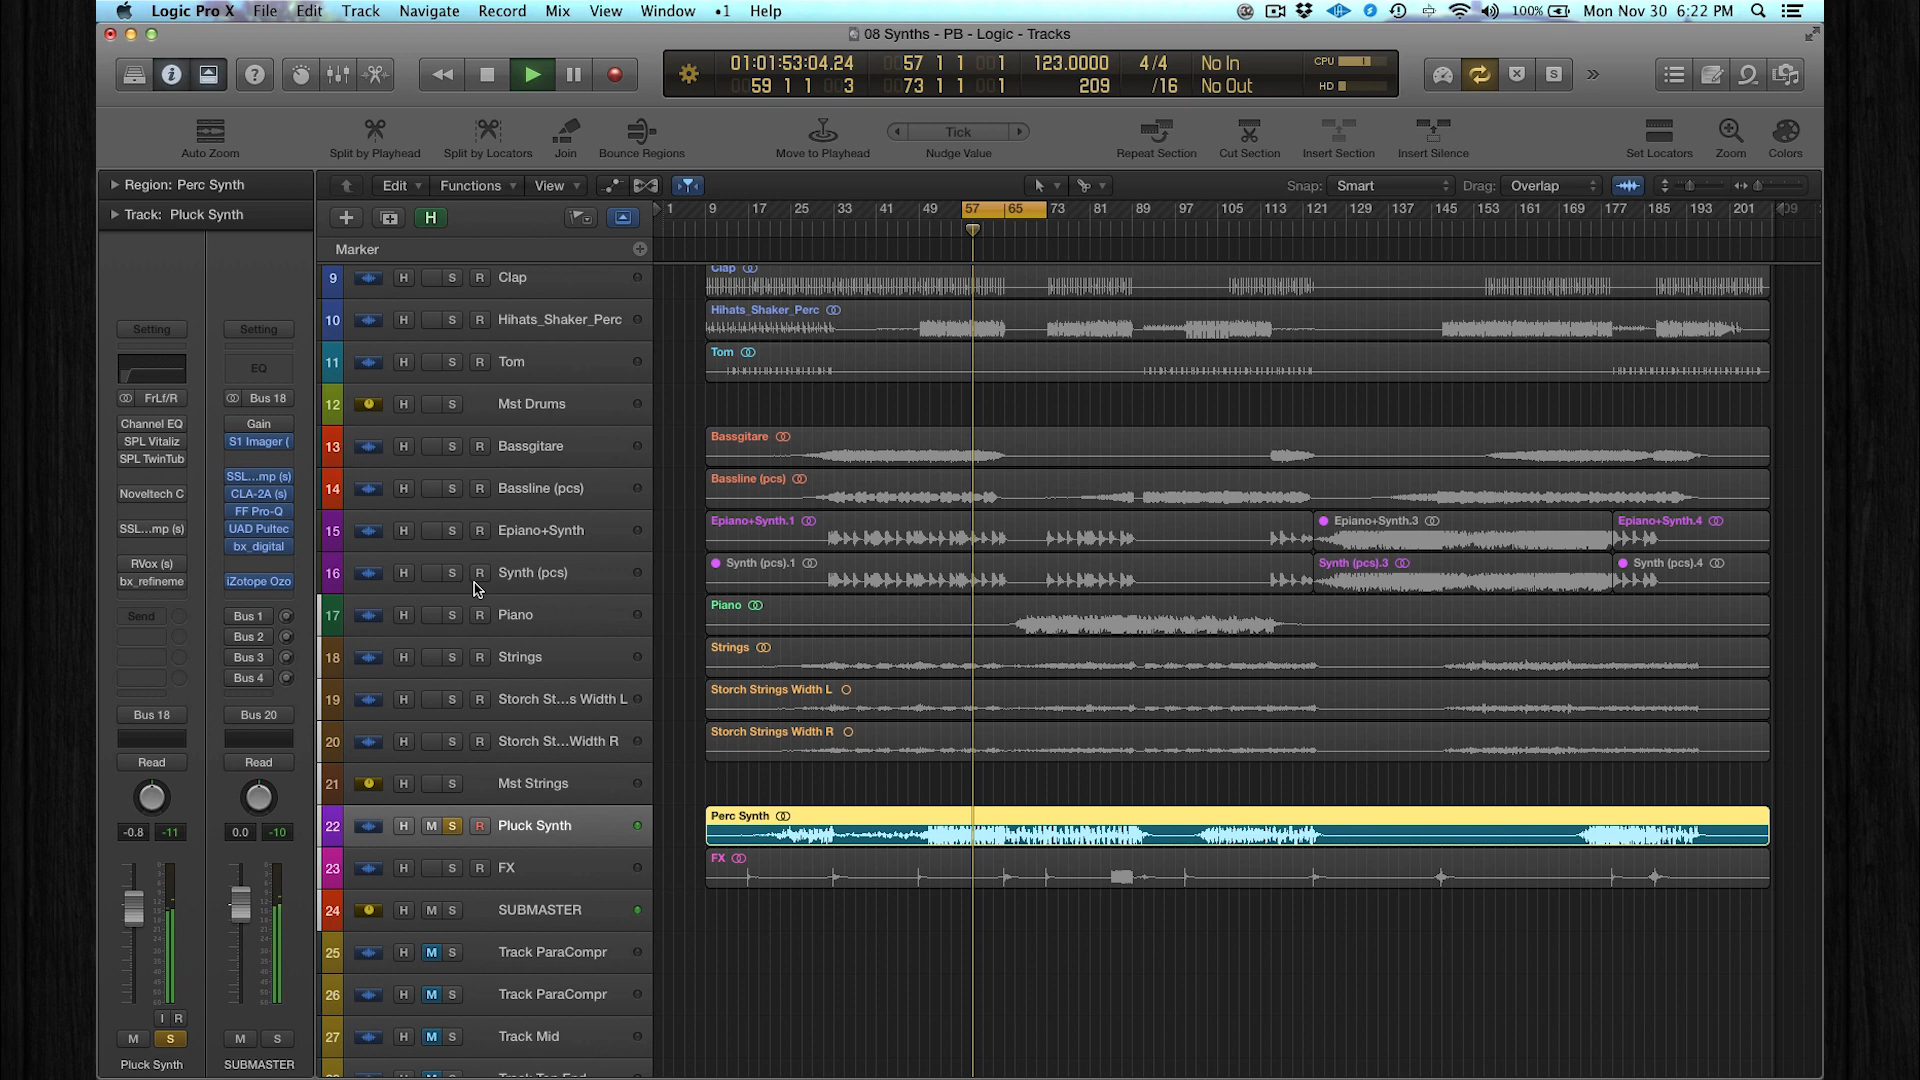 Logic Pro X File Edit Track Navigate Record Mix View Window 1 Help 100% Mon Nov 30 6:22 PM
08 Synths - PB - Logic - Tracks
01:01:53:04.24 0057 1 1 001 123.0000 4/4 No In CPU
0059 1 1 003 0073 1 1 001 209 /16 No Out HD
Auto Zoom Split by Playhead Split by Locators Join Bounce Regions Move to Playhead Tick Nudge Value Repeat Section Cut Section Insert Section Insert Silence Set Locators Zoom Colors
Region: Perc Synth Edit Functions View Snap: Smart Drag: Overlap
Track: Pluck Synth H 1 9 17 25 33 41 49 57 65 73 81 89 97 105 113 121 129 137 145 153 161 169 177 185 193 201 209
Marker
9 H S R Clap Clap
10 H S R Hihats_Shaker_Perc Hihats_Shaker_Perc
11 H S R Tom Tom
12 H S Mst Drums
13 H S R Bassgitare Bassgitare
14 H S R Bassline (pcs) Bassline (pcs)
15 H S R Epiano+Synth Epiano+Synth.1 Epiano+Synth.3 Epiano+Synth.4
16 H S R Synth (pcs) Synth (pcs).1 Synth (pcs).3 Synth (pcs).4
17 H S R Piano Piano
18 H S R Strings Strings
19 H S R Storch St...s Width L Storch Strings Width L
20 H S R Storch St...Width R Storch Strings Width R
21 H S Mst Strings
22 H M S R Pluck Synth Perc Synth
23 H S R FX FX
24 H M S SUBMASTER
25 H M S Track ParaCompr
26 H M S Track ParaCompr
27 H M S Track Mid
Setting Setting
EQ
FrLf/R Bus 18
Channel EQ Gain
SPL Vitaliz S1 Imager (
SPL TwinTub
SSL...mp (s)
Noveltech C CLA-2A (s)
FF Pro-Q
SSL...mp (s) UAD Pultec
bx_digital
RVox (s)
bx_refineme iZotope Ozo
Send Bus 1
Bus 2
Bus 3
Bus 4
Bus 18 Bus 20
Read Read
-0.8 -11 0.0 -10
I R
M S M S
Pluck Synth SUBMASTER